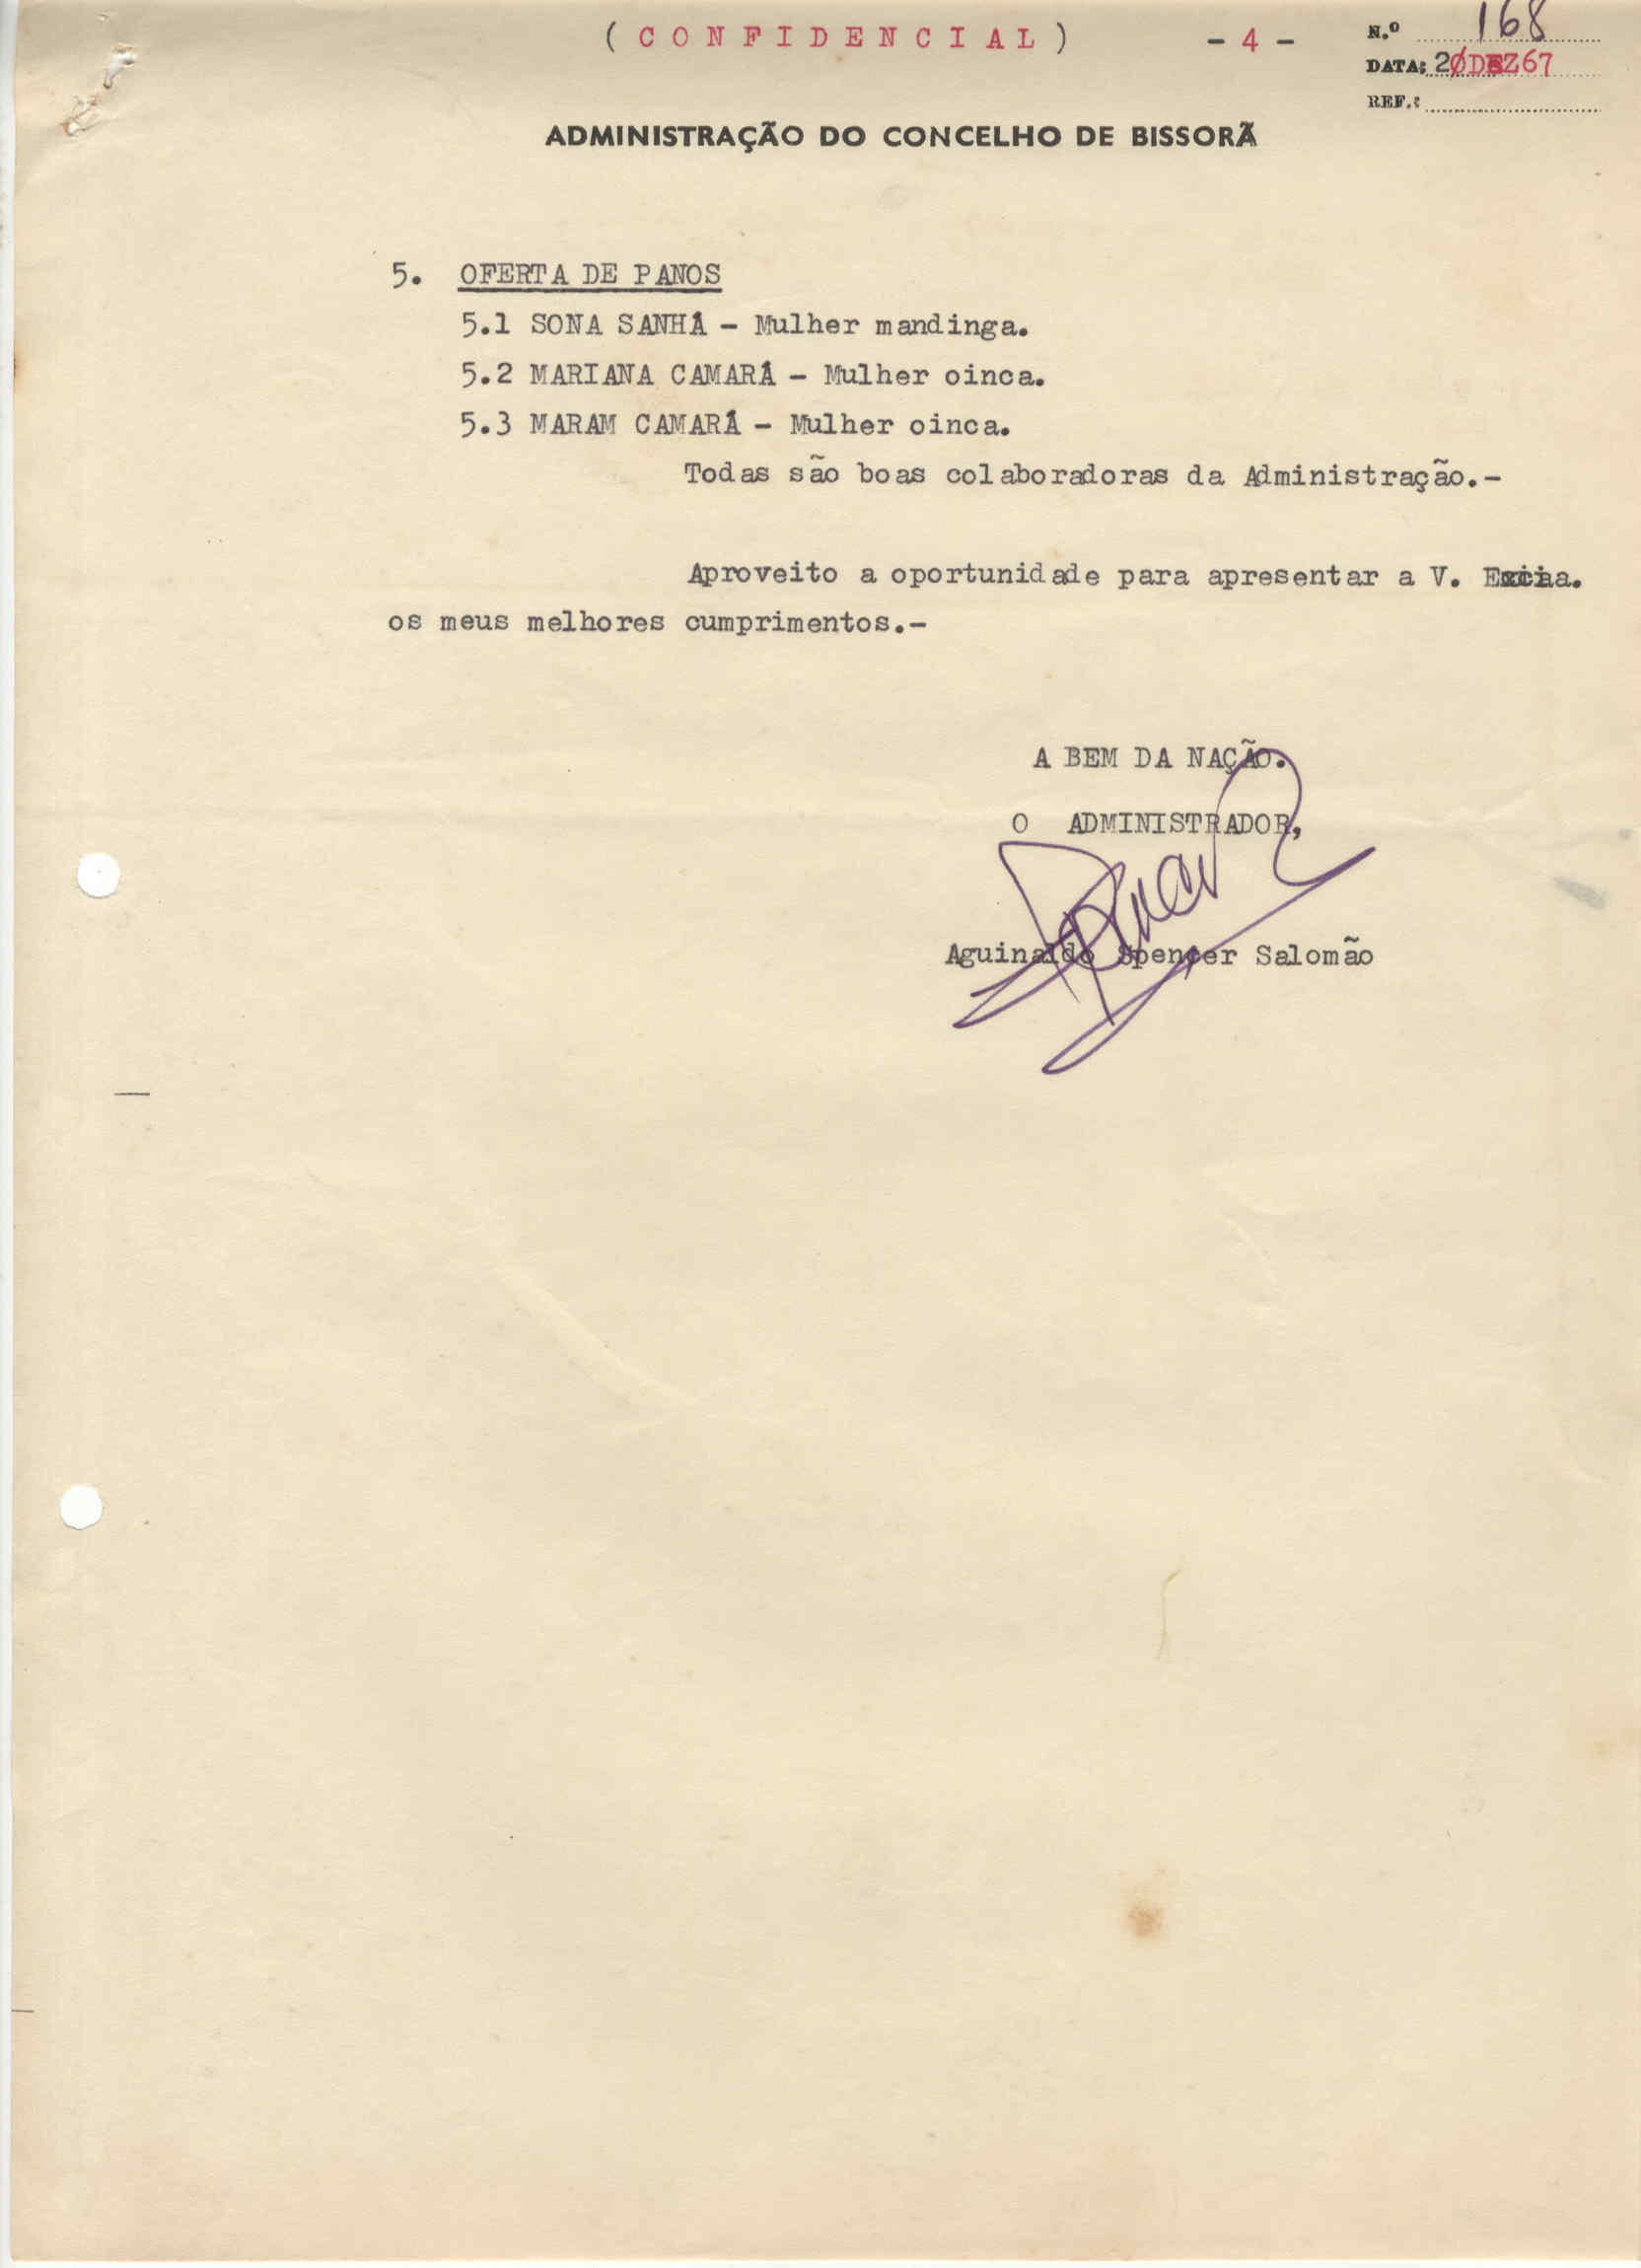 ( C O N F I D E N C I A L )  - 4 -
N.º 168
DATA: 20DEZ67
REF.:
ADMINISTRAÇÃO DO CONCELHO DE BISSORÃ
5. OFERTA DE PANOS
5.1 SONA SANHÁ - Mulher mandinga.
5.2 MARIANA CAMARÁ - Mulher oinca.
5.3 MARAM CAMARÁ - Mulher oinca.
Todas são boas colaboradoras da Administração.-
Aproveito a oportunidade para apresentar a V.
os meus melhores cumprimentos.-
A BEM DA NAÇÃO.
O ADMINISTRADOR,
Aguinaldo Spencer Salomão